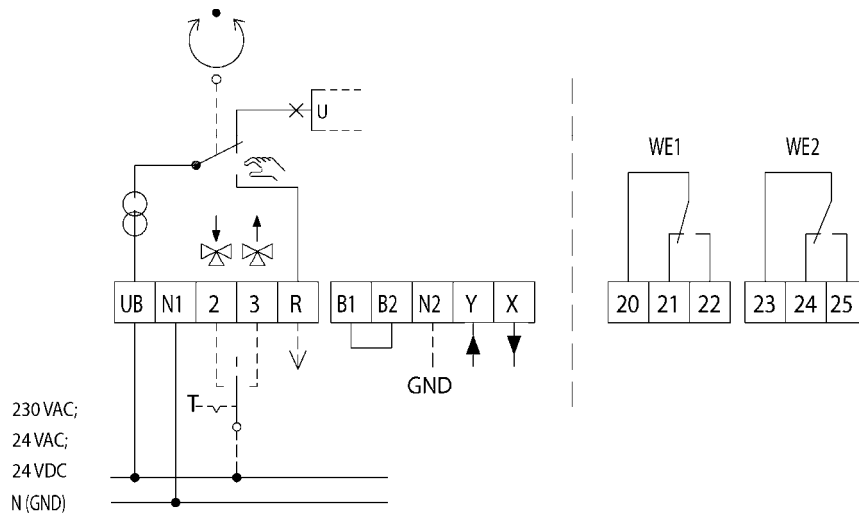 U
WE1 WE2
UB N1 2 3 R B1 B2 N2 Y X 20 21 22 23 24 25
GND
T
230 VAC;
24 VAC;
24 VDC
N (GND)